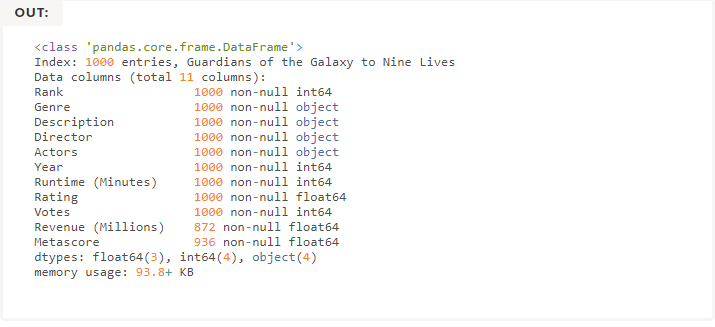 OUT:
<class 'pandas.core.frame.DataFrame'>
Index: 1000 entries, Guardians of the Galaxy to Nine Lives
Data columns (total 11 columns):
Rank                  1000 non-null int64
Genre                 1000 non-null object
Description           1000 non-null object
Director              1000 non-null object
Actors                1000 non-null object
Year                  1000 non-null int64
Runtime (Minutes)     1000 non-null int64
Rating                1000 non-null float64
Votes                 1000 non-null int64
Revenue (Millions)    872 non-null float64
Metascore             936 non-null float64
dtypes: float64(3), int64(4), object(4)
memory usage: 93.8+ KB